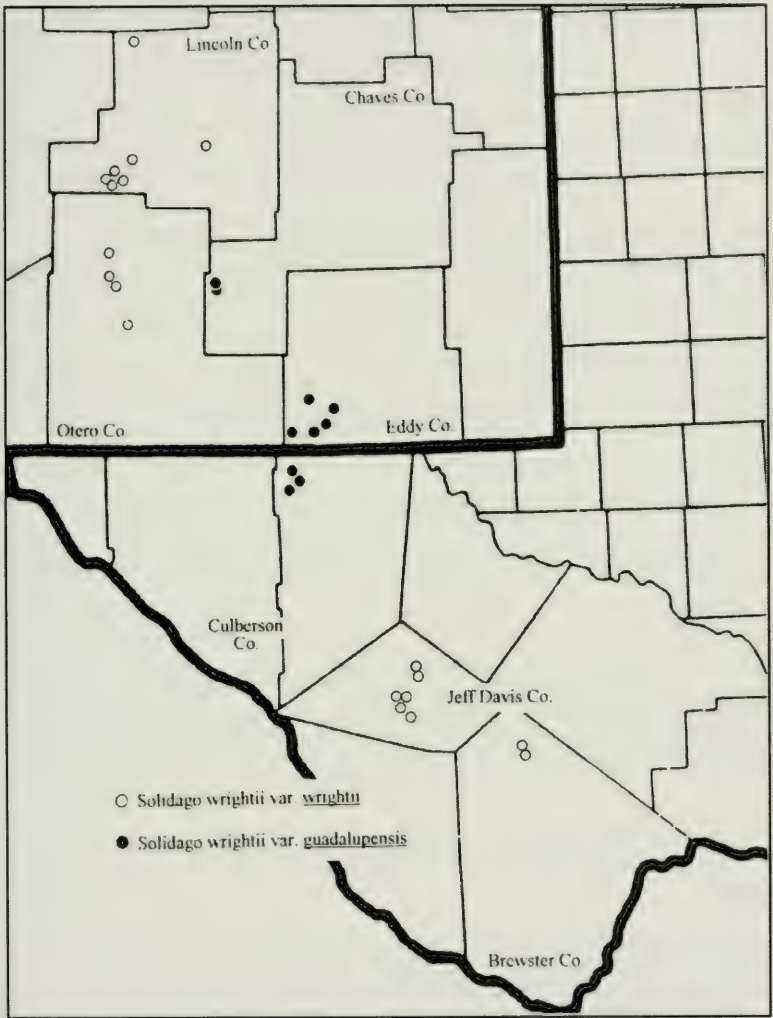 Lincoln Co
Chaves Co
Otero Co.
Eddy Co.
Culberson
Co.
Jeff Davis Co.
Solidago wrightii var. wrightii
Solidago wrightii var. guadalupensis
Brewster Co